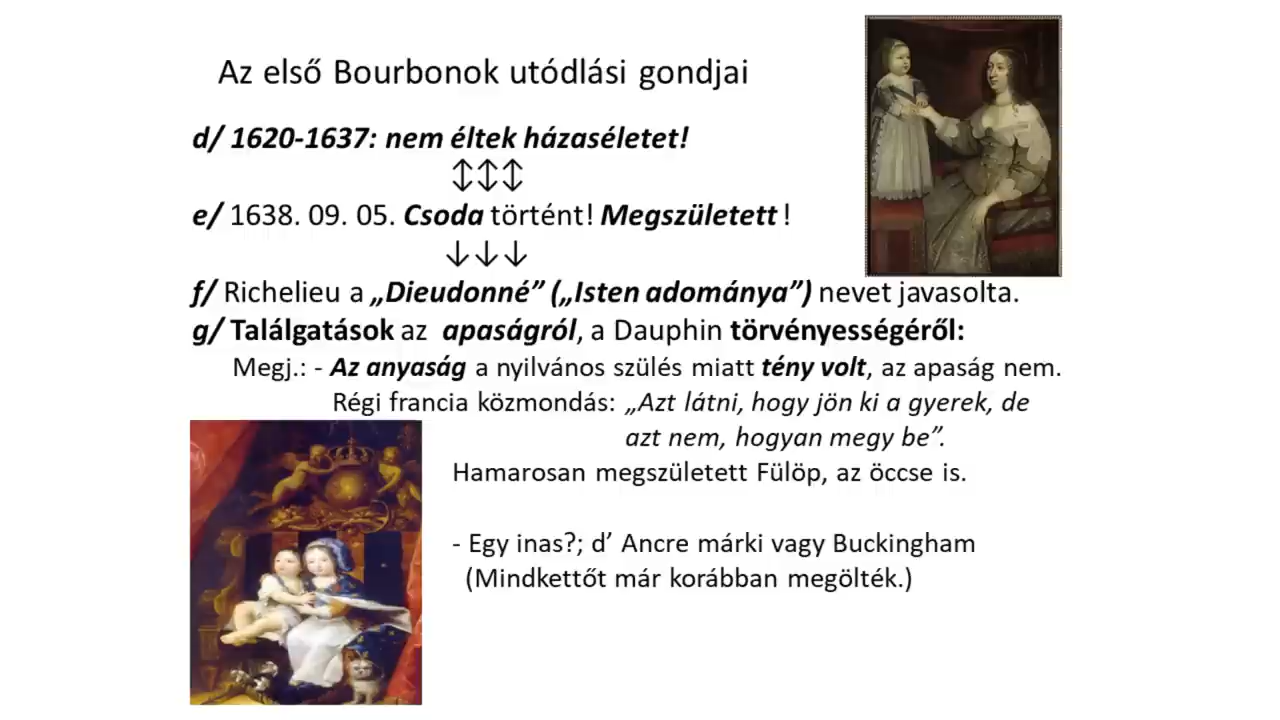 Az első Bourbonok utódlási gondjai
d/ 1620-1637: nem éltek házaséletet!
↕↕↕
e/ 1638. 09. 05. Csoda történt! Megszületett !
↓↓↓
f/ Richelieu a „Dieudonné” („Isten adománya”) nevet javasolta.
g/ Találgatások az apaságról, a Dauphin törvényességéről:
Megj.: - Az anyaság a nyilvános szülés miatt tény volt, az apaság nem.
Régi francia közmondás: „Azt látni, hogy jön ki a gyerek, de
azt nem, hogyan megy be”.
Hamarosan megszületett Fülöp, az öccse is.
- Egy inas?; d’ Ancre márki vagy Buckingham
(Mindkettőt már korábban megölték.)